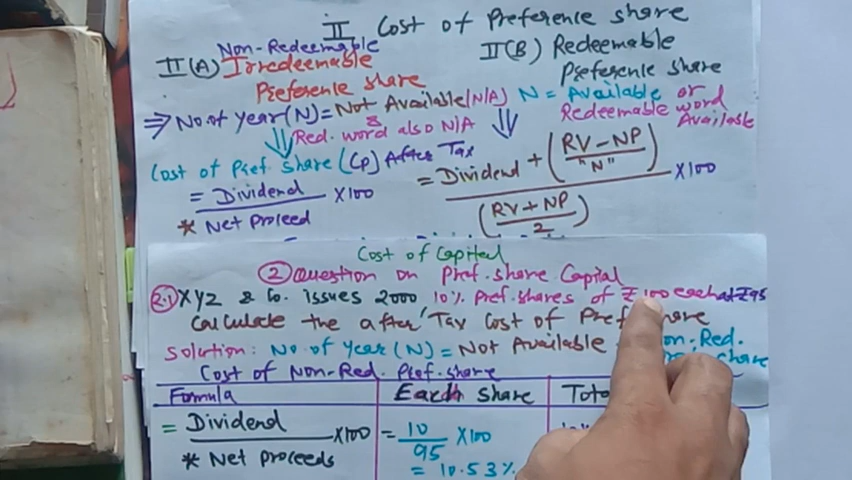 II Cost of Preference share
Non-Redeemable
II(A) Irredeemable
Preference share
II(B) Redeemable
Preference share
⇒ No. of year (N) = Not Available (N/A)
& Red. word also N/A
N = Available or
Redeemable word
Available
Cost of Pref. share (Cp) After Tax
= Dividend / * Net Proceed × 100
= Dividend + (RV - NP / "N") / (RV + NP / 2) × 100
Cost of Capital
② Question on Pref. share Capital
2.1 XYZ & Co. issues 2000 10% Pref. shares of ₹100 each at ₹95
Calculate the after Tax Cost of
Solution: No. of Year (N) = Not Available
Red.
share
Cost of Non-Red. Pref. share
Formula Each share
= Dividend / * Net Proceeds × 100
= 10 / 95 × 100
= 10.53%